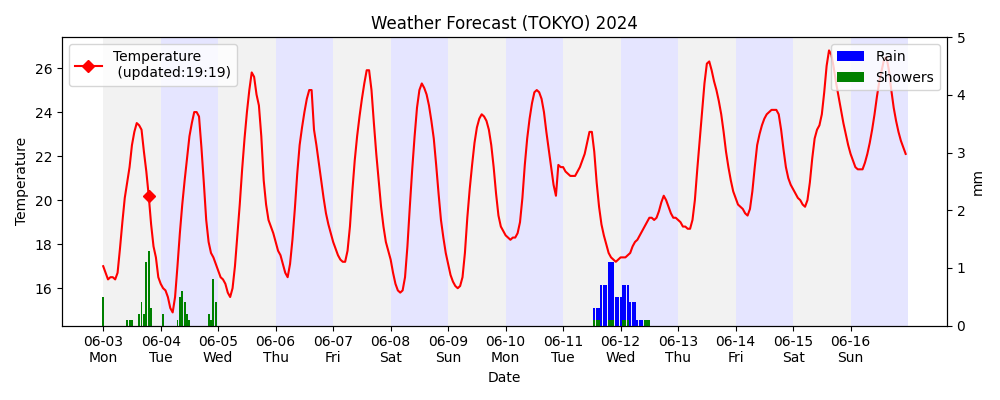 Weather Forecast (TOKYO) 2024
Temperature
(updated:19:19)
Rain
Showers
Temperature
26
24
22
20
18
16
5
4
3
2
1
0
mm
06-03 06-04 06-05 06-06 06-07 06-08 06-09 06-10 06-11 06-12 06-13 06-14 06-15 06-16
Mon Tue Wed Thu Fri Sat Sun Mon Tue Wed Thu Fri Sat Sun
Date